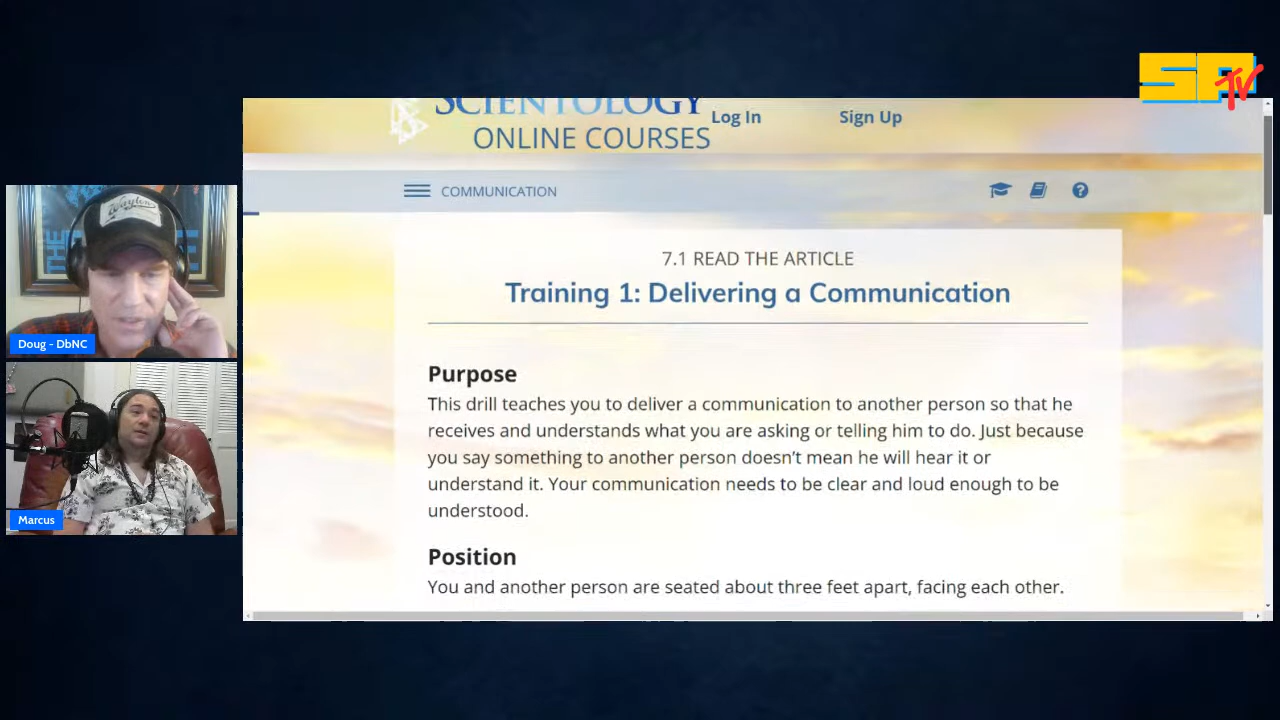 SPTV
SCIENTOLOGY
ONLINE COURSES
Log In
Sign Up
COMMUNICATION
7.1 READ THE ARTICLE
Training 1: Delivering a Communication
Purpose
This drill teaches you to deliver a communication to another person so that he
receives and understands what you are asking or telling him to do. Just because
you say something to another person doesn’t mean he will hear it or
understand it. Your communication needs to be clear and loud enough to be
understood.
Position
You and another person are seated about three feet apart, facing each other.
Waylon
Doug - DbNC
Marcus